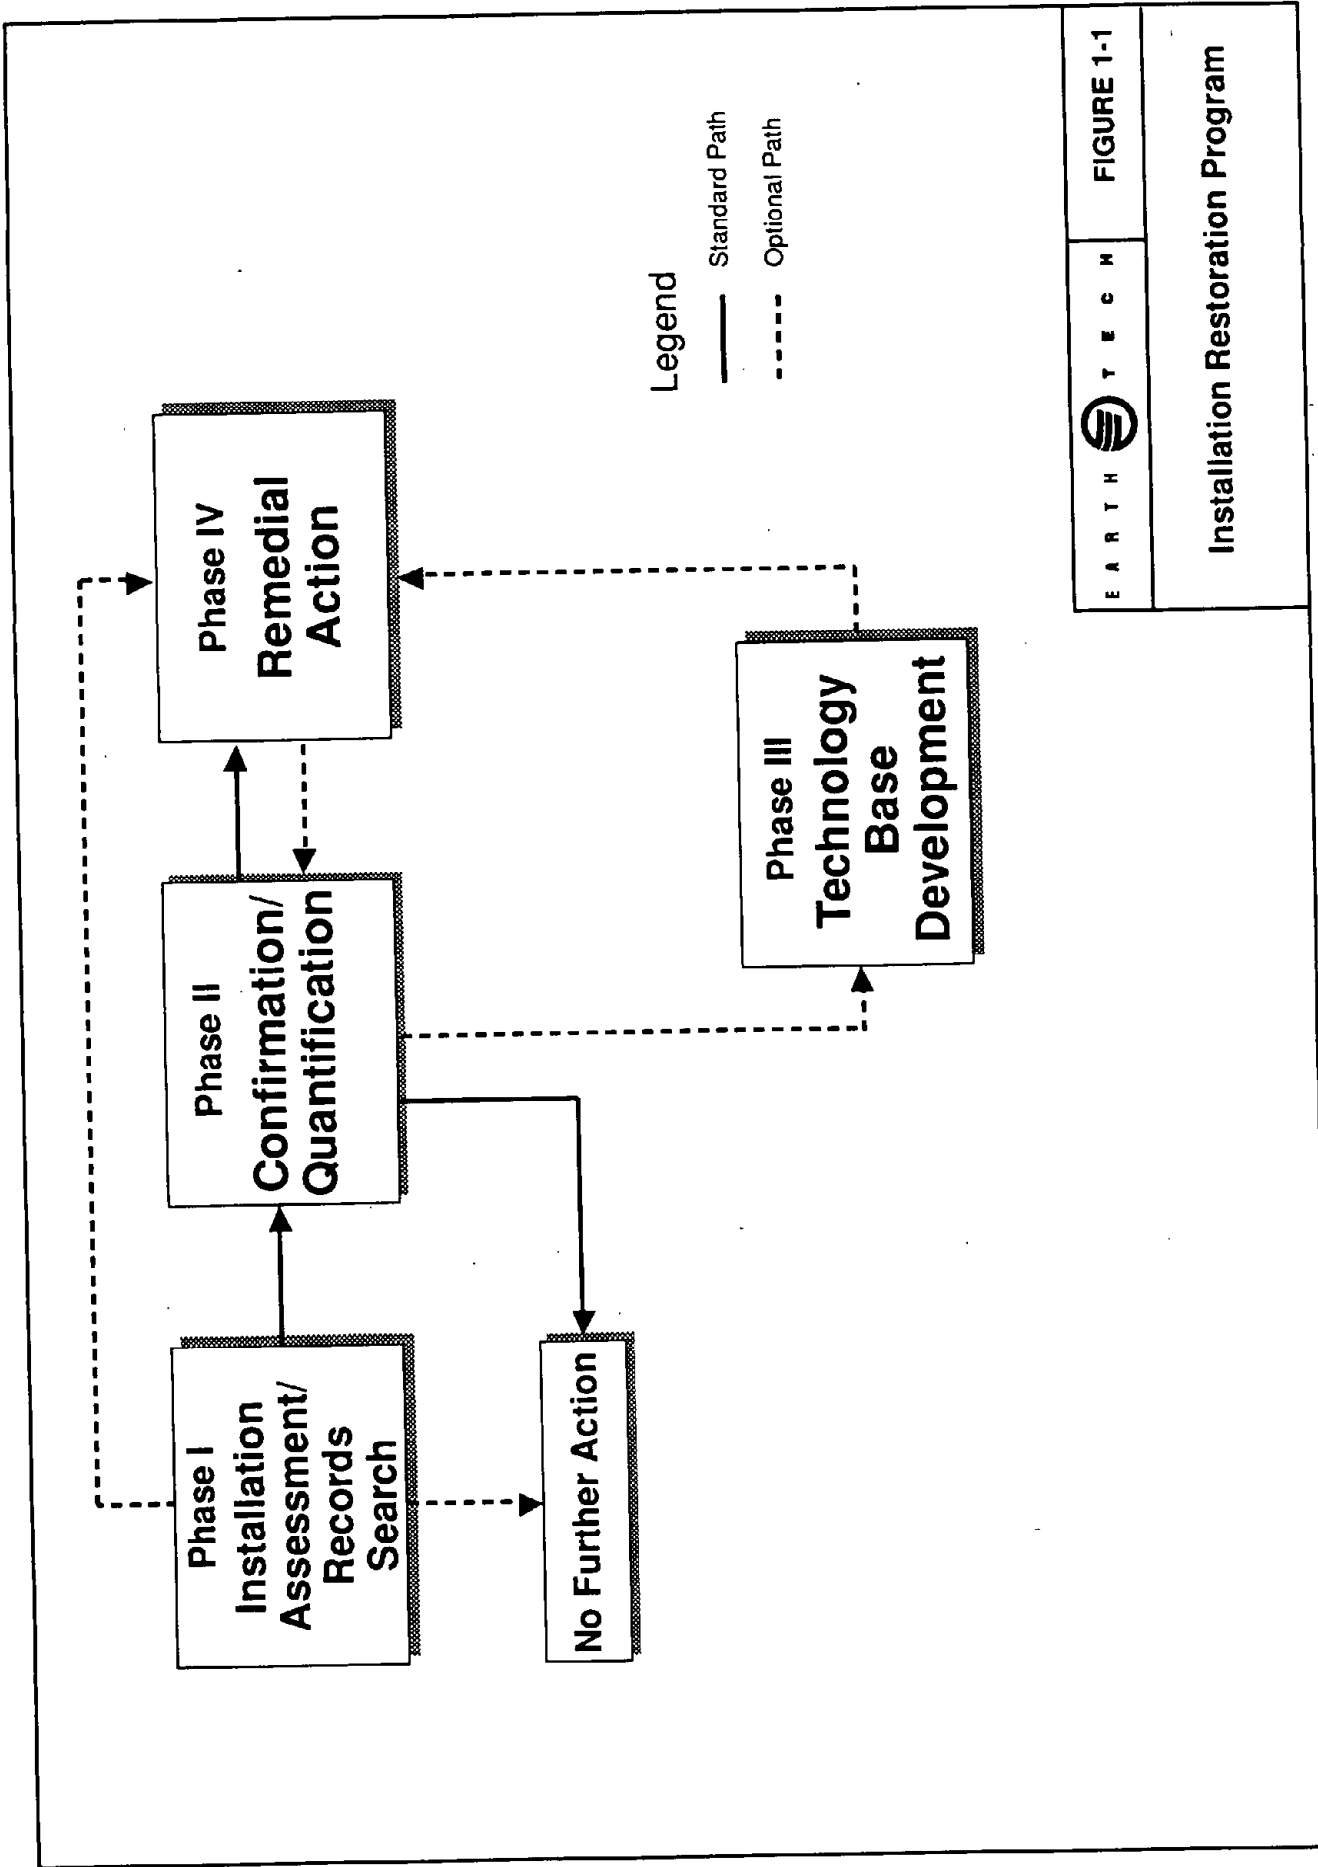 Phase I
Installation
Assessment/
Records
Search
Phase II
Confirmation/
Quantification
Phase IV
Remedial
Action
No Further Action
Phase III
Technology
Base
Development
Legend
Standard Path
Optional Path
EARTH TECH
FIGURE 1-1
Installation Restoration Program